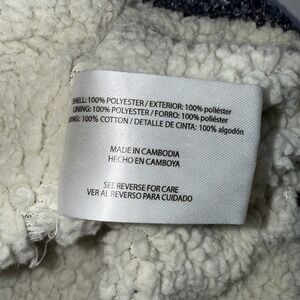 SHELL: 100% POLYESTER / EXTERIOR: 100% poliéster
LINING: 100% POLYESTER / FORRO: 100% poliéster
100% COTTON / DETALLE DE CINTA: 100% algodón
MADE IN CAMBODIA
HECHO EN CAMBOYA
SEE REVERSE FOR CARE
VER AL REVERSO PARA CUIDADO